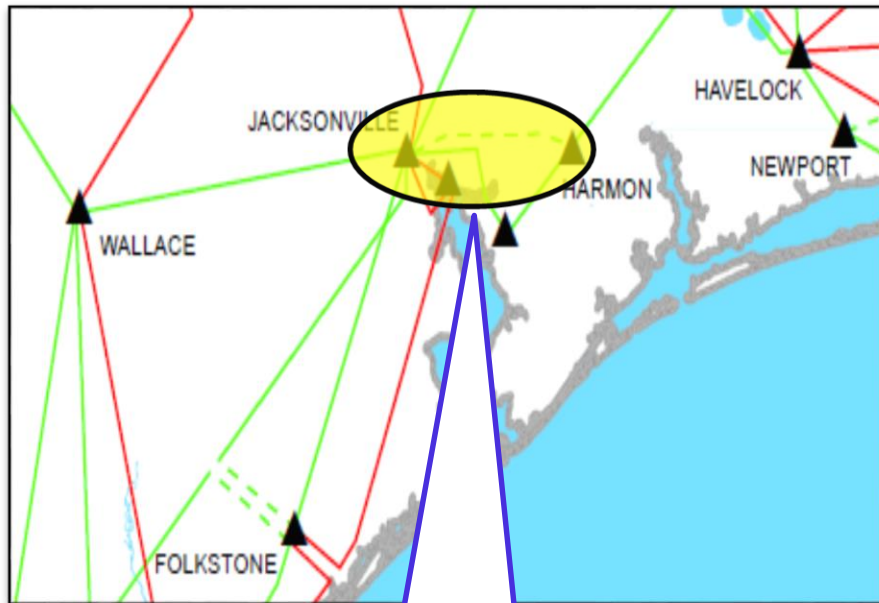 HAVELOCK
JACKSONVILLE
NEWPORT
HARMON
WALLACE
FOLKSTONE